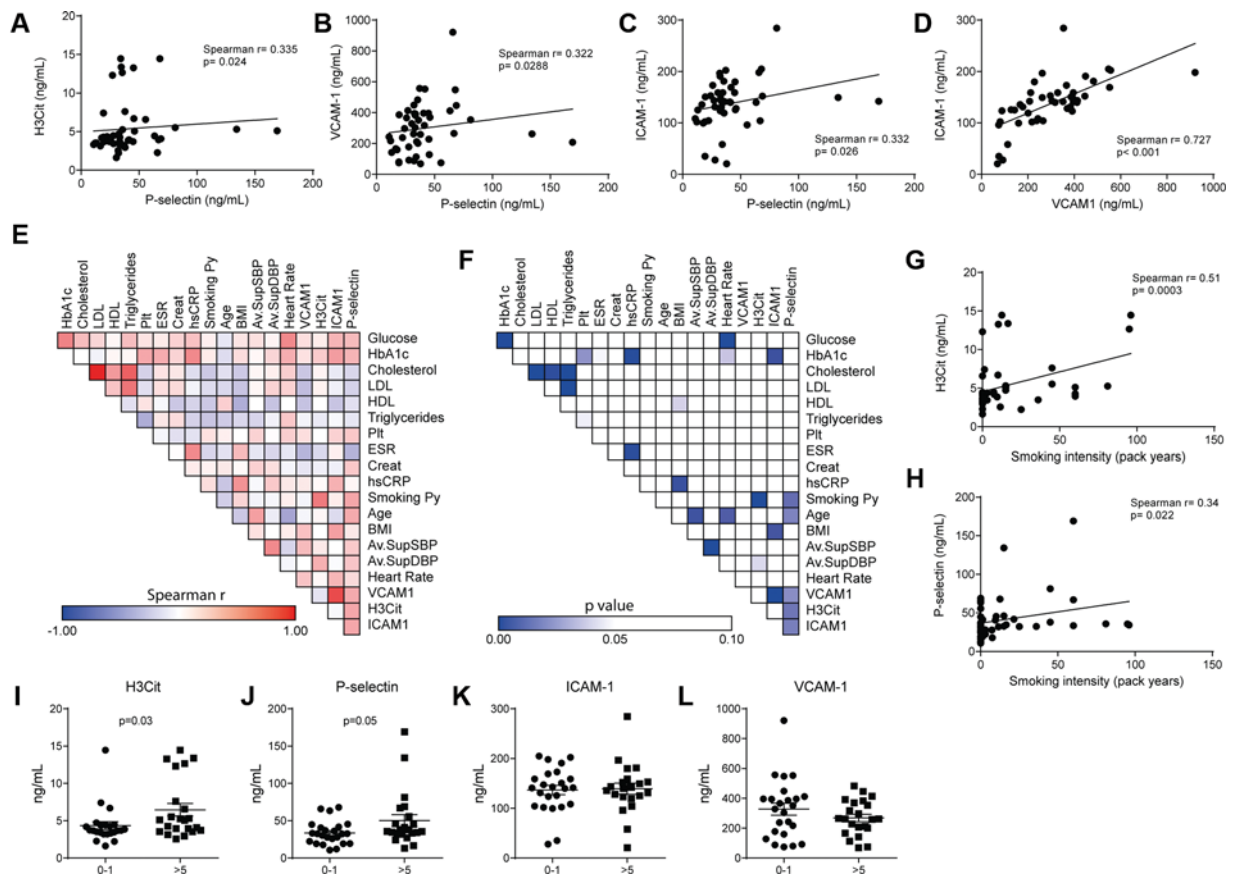 A
H3Cit (ng/mL)
20
15
10
5
0
0 50 100 150 200
P-selectin (ng/mL)
Spearman r= 0.335
p= 0.024
B
VCAM-1 (ng/mL)
1000
800
600
400
200
0
0 50 100 150 200
P-selectin (ng/mL)
Spearman r= 0.322
p= 0.0288
C
ICAM-1 (ng/mL)
300
200
100
0
0 50 100 150 200
P-selectin (ng/mL)
Spearman r= 0.332
p= 0.026
D
ICAM-1 (ng/mL)
300
200
100
0
0 200 400 600 800 1000
VCAM1 (ng/mL)
Spearman r= 0.727
p< 0.001
E
HbA1c
Cholesterol
LDL
HDL
Triglycerides
Plt
ESR
Creat
hsCRP
Smoking Py
Age
BMI
Av.SupSBP
Av.SupDBP
Heart Rate
VCAM1
H3Cit
ICAM1
P-selectin
Glucose
HbA1c
Cholesterol
LDL
HDL
Triglycerides
Plt
ESR
Creat
hsCRP
Smoking Py
Age
BMI
Av.SupSBP
Av.SupDBP
Heart Rate
VCAM1
H3Cit
ICAM1
Spearman r
-1.00 1.00
F
HbA1c
Cholesterol
LDL
HDL
Triglycerides
Plt
ESR
Creat
hsCRP
Smoking Py
Age
BMI
Av.SupSBP
Av.SupDBP
Heart Rate
VCAM1
H3Cit
ICAM1
P-selectin
Glucose
HbA1c
Cholesterol
LDL
HDL
Triglycerides
Plt
ESR
Creat
hsCRP
Smoking Py
Age
BMI
Av.SupSBP
Av.SupDBP
Heart Rate
VCAM1
H3Cit
ICAM1
p value
0.00 0.05 0.10
G
H3Cit (ng/mL)
20
15
10
5
0
0 50 100 150
Smoking intensity (pack years)
Spearman r= 0.51
p= 0.0003
H
P-selectin (ng/mL)
200
150
100
50
0
0 50 100 150
Smoking intensity (pack years)
Spearman r= 0.34
p= 0.022
I
H3Cit
p=0.03
ng/mL
20
15
10
5
0
0-1 >5
J
P-selectin
p=0.05
ng/mL
200
150
100
50
0
0-1 >5
K
ICAM-1
ng/mL
300
200
100
0
0-1 >5
L
VCAM-1
ng/mL
1000
800
600
400
200
0
0-1 >5